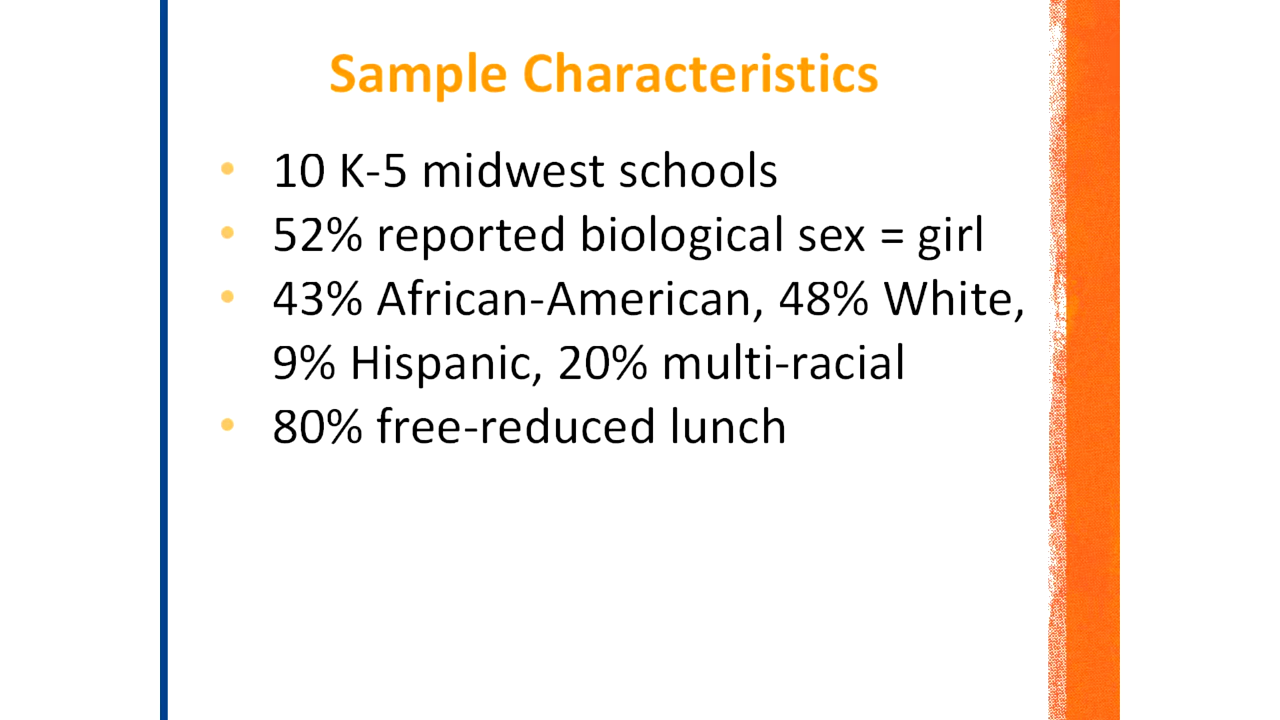 Sample Characteristics
• 10 K-5 midwest schools
• 52% reported biological sex = girl
• 43% African-American, 48% White,
9% Hispanic, 20% multi-racial
• 80% free-reduced lunch